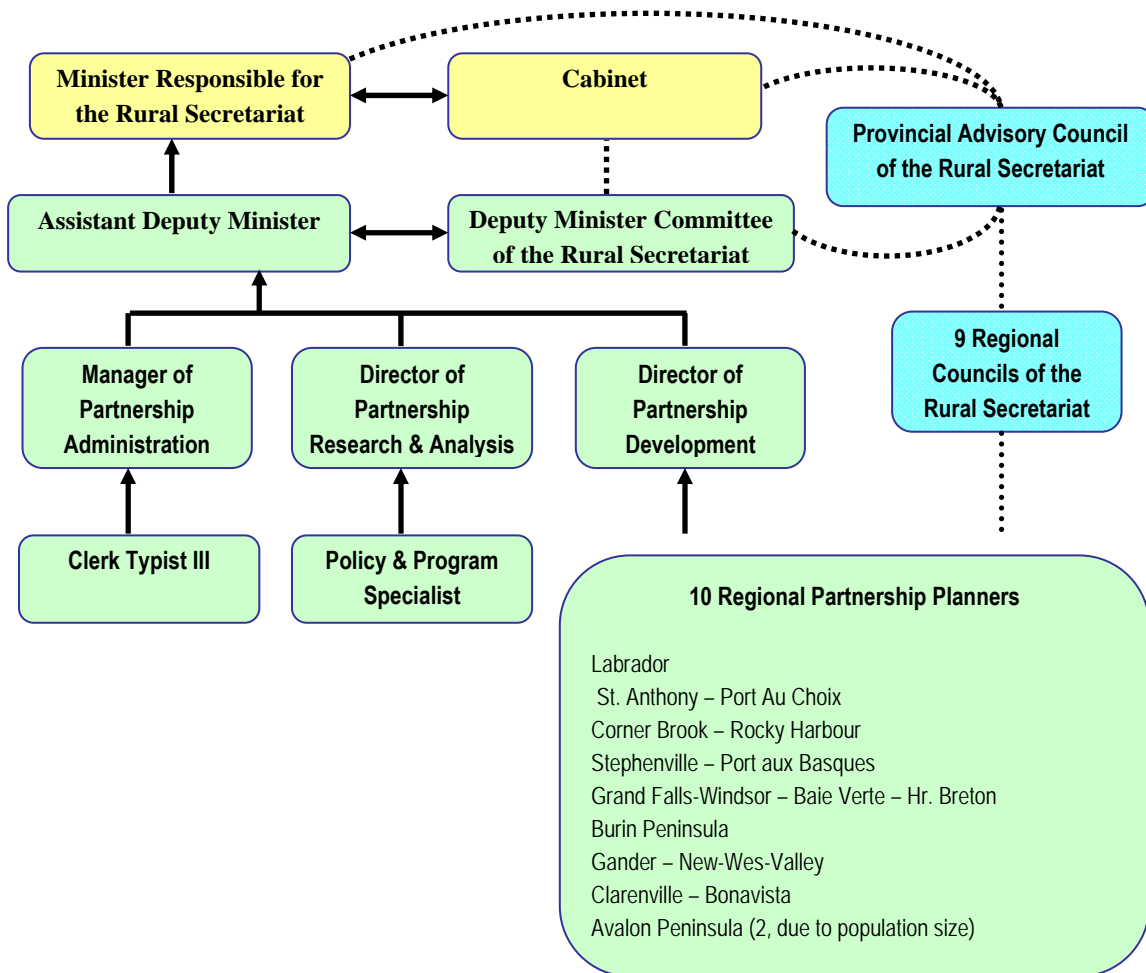 Minister Responsible for
the Rural Secretariat
Cabinet
Provincial Advisory Council
of the Rural Secretariat
Assistant Deputy Minister
Deputy Minister Committee
of the Rural Secretariat
9 Regional
Councils of the
Rural Secretariat
Manager of
Partnership
Administration
Director of
Partnership
Research & Analysis
Director of
Partnership
Development
Clerk Typist III
Policy & Program
Specialist
10 Regional Partnership Planners
Labrador
St. Anthony – Port Au Choix
Corner Brook – Rocky Harbour
Stephenville – Port aux Basques
Grand Falls-Windsor – Baie Verte – Hr. Breton
Burin Peninsula
Gander – New-Wes-Valley
Clarenville – Bonavista
Avalon Peninsula (2, due to population size)